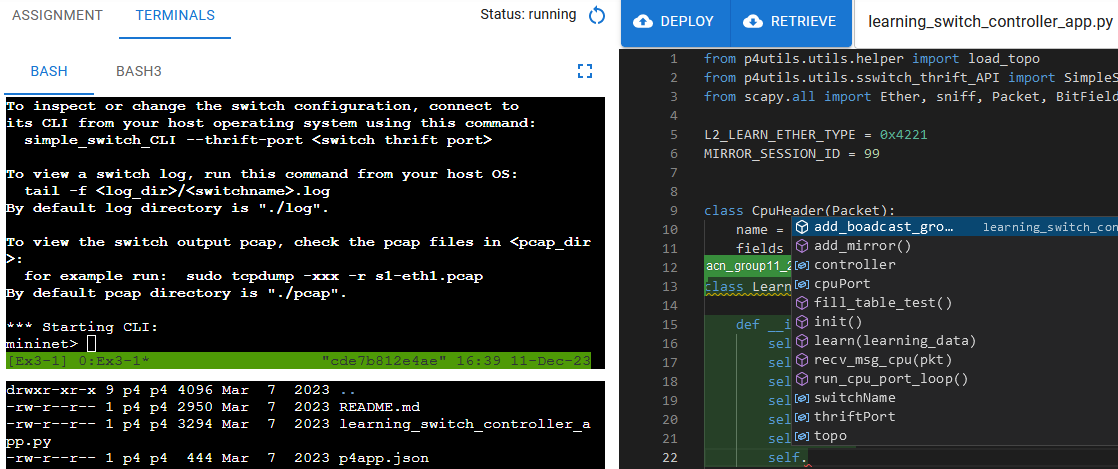 ASSIGNMENT
TERMINALS
Status: running
BASH
BASH3
To inspect or change the switch configuration, connect to
its CLI from your host operating system using this command:
simple_switch_CLI --thrift-port <switch thrift port>
To view a switch log, run this command from your host OS:
tail -f <log_dir>/<switchname>.log
By default log directory is "./log".
To view the switch output pcap, check the pcap files in <pcap_dir
>:
for example run:  sudo tcpdump -xxx -r s1-eth1.pcap
By default pcap directory is "./pcap".
*** Starting CLI:
mininet>
[Ex3-1] 0:Ex3-1* "cde7b812e4ae" 16:39 11-Dec-23
drwxr-xr-x 9 p4 p4 4096 Mar  7  2023 ..
-rw-r--r-- 1 p4 p4 2950 Mar  7  2023 README.md
-rw-r--r-- 1 p4 p4 3294 Mar  7  2023 learning_switch_controller_a
pp.py
-rw-r--r-- 1 p4 p4  444 Mar  7  2023 p4app.json
DEPLOY
RETRIEVE
learning_switch_controller_app.py
1 from p4utils.utils.helper import load_topo
2 from p4utils.utils.sswitch_thrift_API import SimpleS
3 from scapy.all import Ether, sniff, Packet, BitField
4
5 L2_LEARN_ETHER_TYPE = 0x4221
6 MIRROR_SESSION_ID = 99
7
8
9 class CpuHeader(Packet):
10 name =
11 fields
12 acn_group11_2
13 class Learn
14
15 def __i
16 sel
17 sel
18 sel
19 sel
20 sel
21 sel
22 self.
add_boadcast_gro… learning_switch_con
add_mirror()
controller
cpuPort
fill_table_test()
init()
learn(learning_data)
recv_msg_cpu(pkt)
run_cpu_port_loop()
switchName
thriftPort
topo